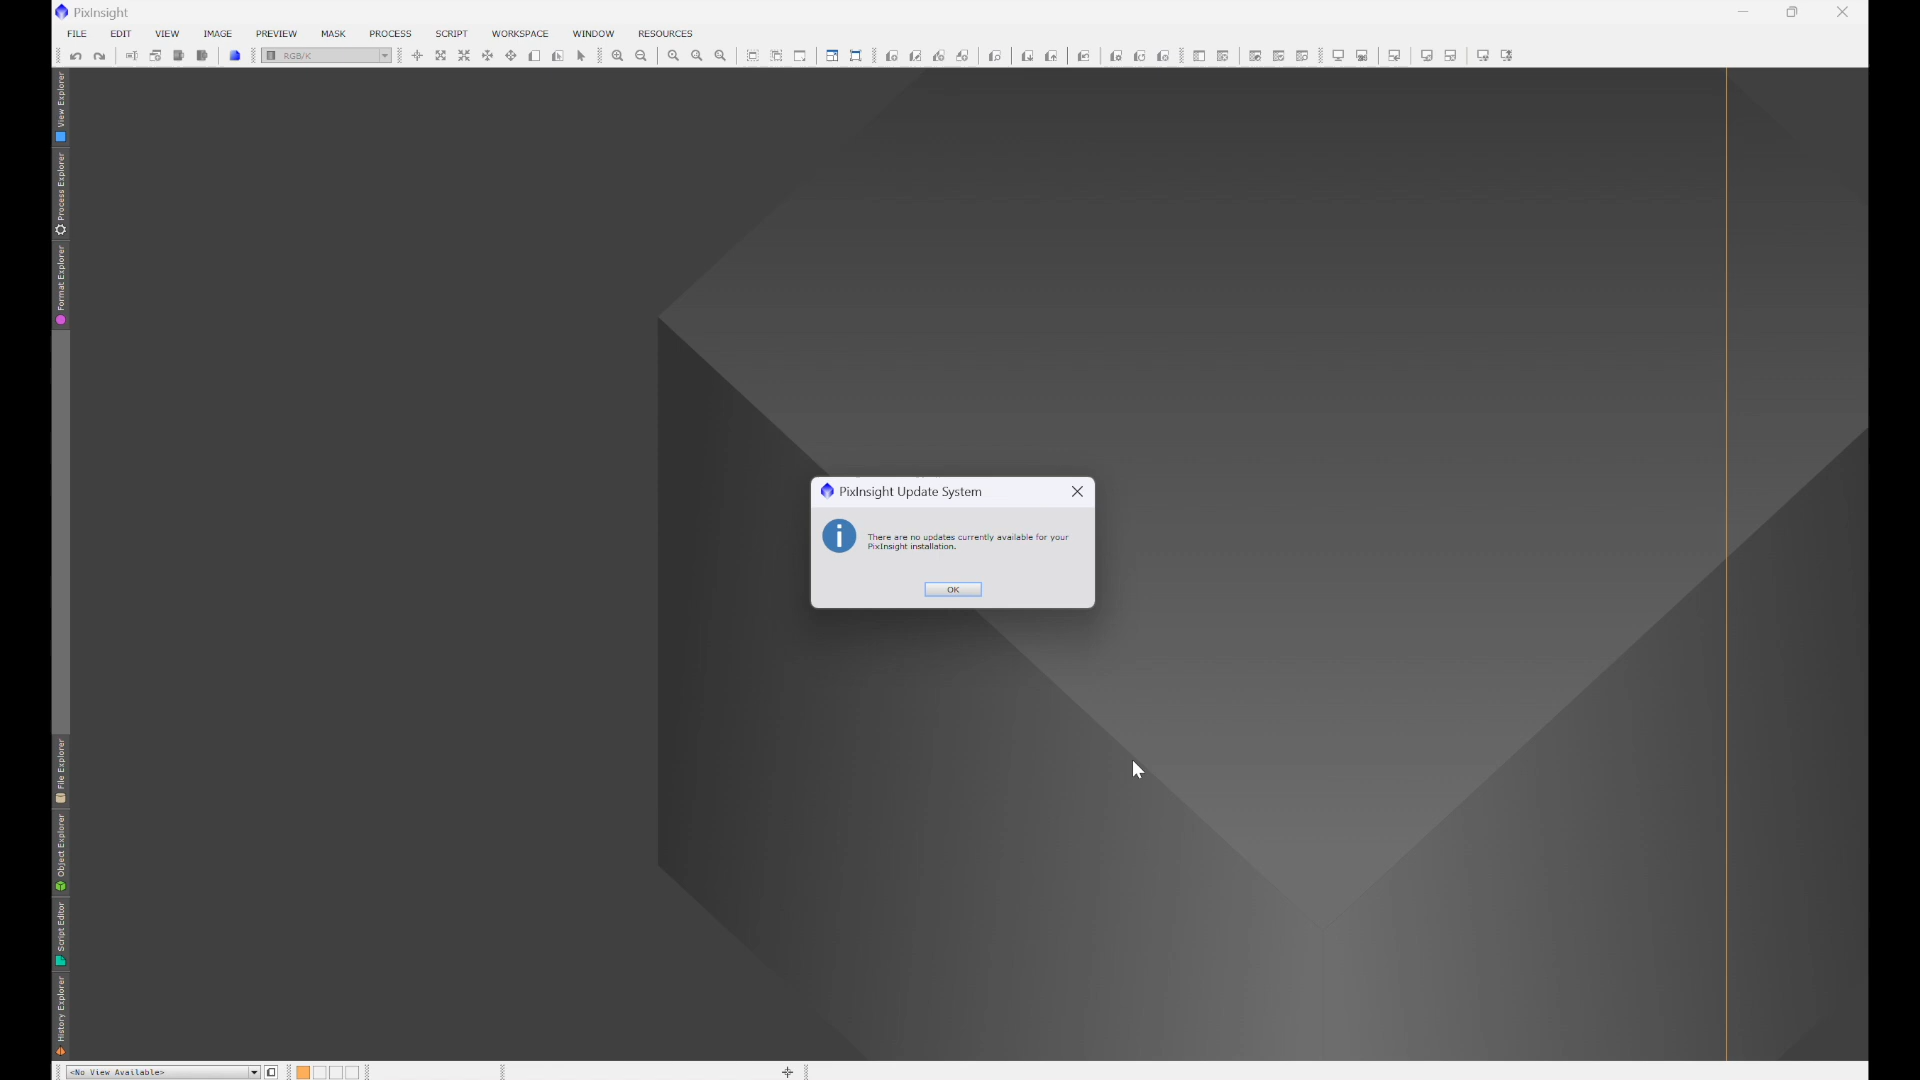 PixInsight
FILE EDIT VIEW IMAGE PREVIEW MASK PROCESS SCRIPT WORKSPACE WINDOW RESOURCES
RGB/K
View Explorer
Process Explorer
Format Explorer
PixInsight Update System
There are no updates currently available for your
PixInsight installation.
OK
File Explorer
Object Explorer
Script Editor
History Explorer
<No View Available>